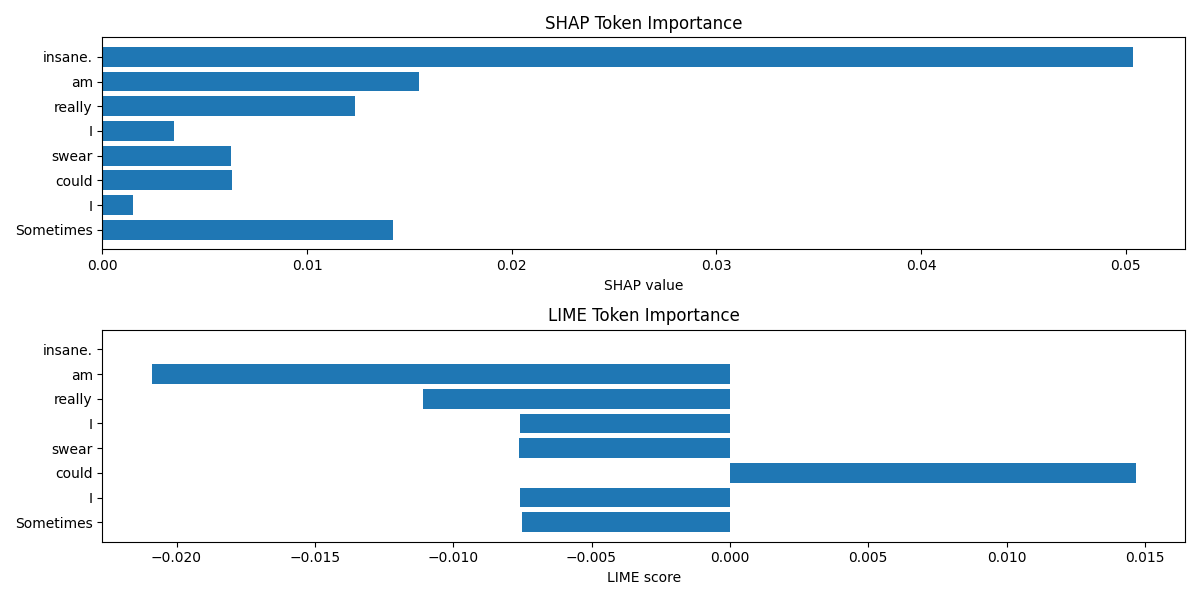 SHAP Token Importance
insane.
am
really
I
swear
could
I
Sometimes
0.00 0.01 0.02 0.03 0.04 0.05
SHAP value
LIME Token Importance
insane.
am
really
I
swear
could
I
Sometimes
−0.020 −0.015 −0.010 −0.005 0.000 0.005 0.010 0.015
LIME score